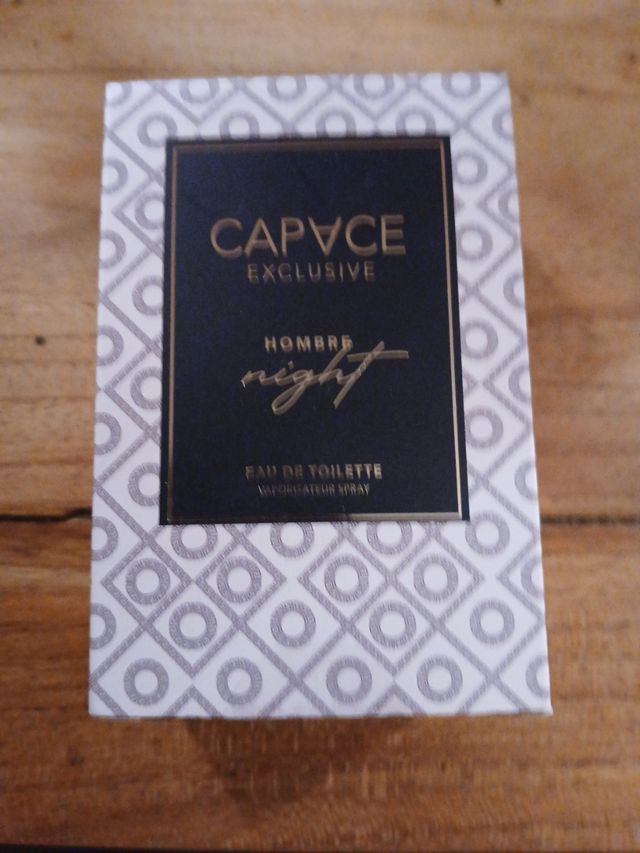 CAPACE
EXCLUSIVE
HOMBRE
night
EAU DE TOILETTE
VAPORISATEUR SPRAY